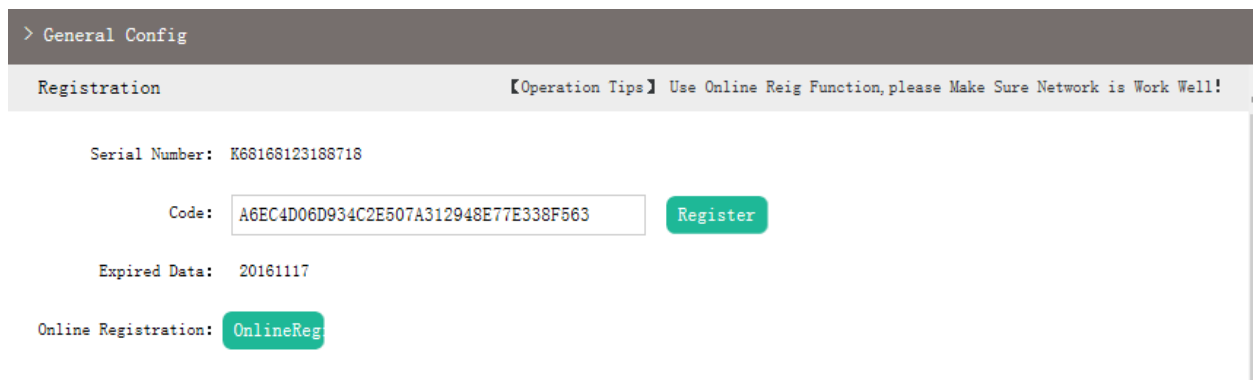 > General Config
Registration 【Operation Tips】 Use Online Reig Function,please Make Sure Network is Work Well!
Serial Number: K68168123188718
Code: A6EC4D06D934C2E507A312948E77E338F563 Register
Expired Data: 20161117
Online Registration: OnlineReg